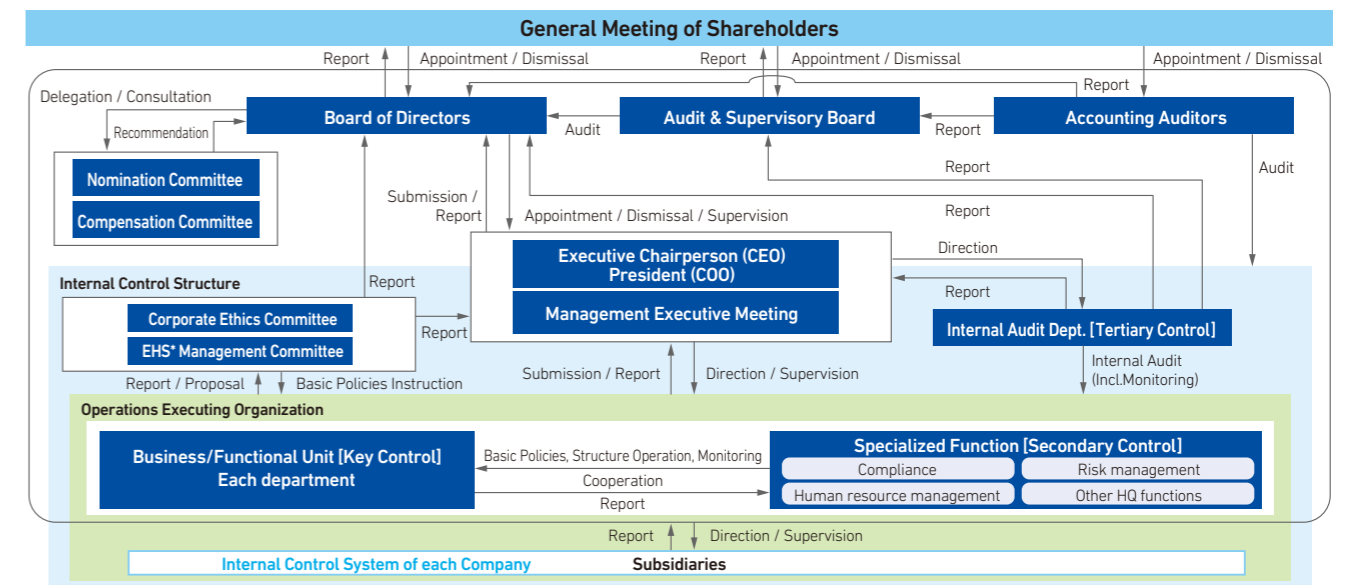 General Meeting of Shareholders
Report
Appointment / Dismissal
Report
Appointment / Dismissal
Appointment / Dismissal
Report
Delegation / Consultation
Board of Directors
Audit & Supervisory Board
Accounting Auditors
Audit
Report
Recommendation
Report
Audit
Nomination Committee
Compensation Committee
Submission /
Report
Appointment / Dismissal / Supervision
Report
Executive Chairperson (CEO)
President (COO)
Management Executive Meeting
Direction
Report
Internal Control Structure
Report
Corporate Ethics Committee
EHS* Management Committee
Report
Internal Audit Dept. [Tertiary Control]
Report / Proposal
Basic Policies Instruction
Submission / Report
Direction / Supervision
Internal Audit
(Incl.Monitoring)
Operations Executing Organization
Business/Functional Unit [Key Control]
Each department
Basic Policies, Structure Operation, Monitoring
Cooperation
Report
Specialized Function [Secondary Control]
Compliance
Risk management
Human resource management
Other HQ functions
Report
Direction / Supervision
Internal Control System of each Company
Subsidiaries